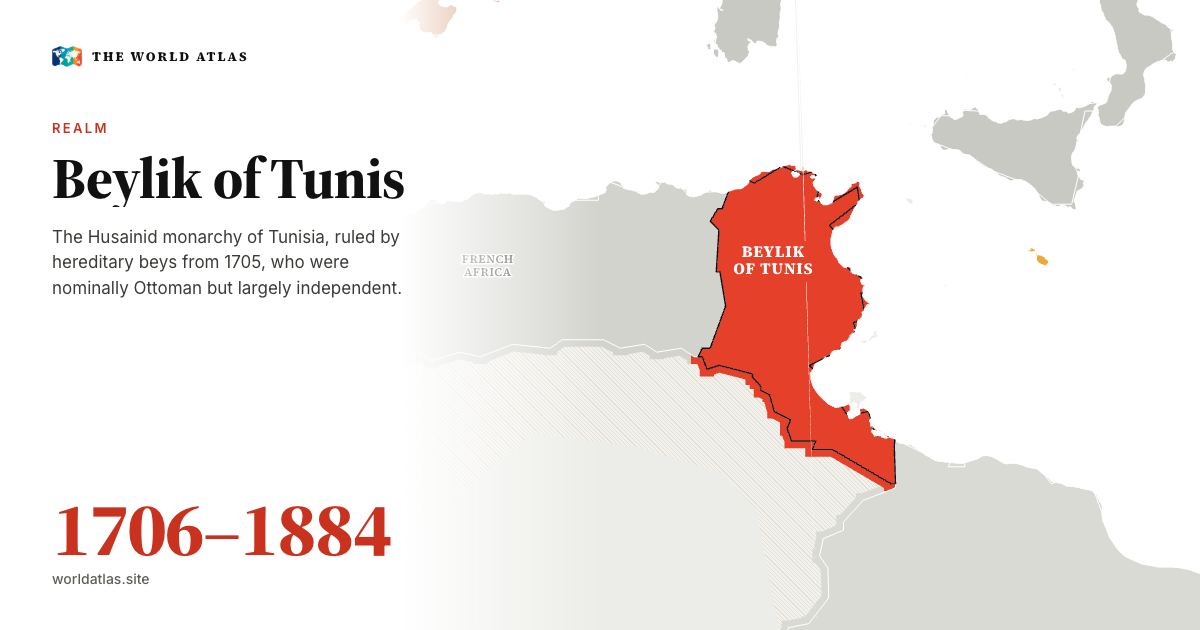 THE WORLD ATLAS
REALM
Beylik of Tunis
The Husainid monarchy of Tunisia, ruled by
hereditary beys from 1705, who were
nominally Ottoman but largely independent.
FRENCH
AFRICA
BEYLIK
OF TUNIS
1706–1884
worldatlas.site